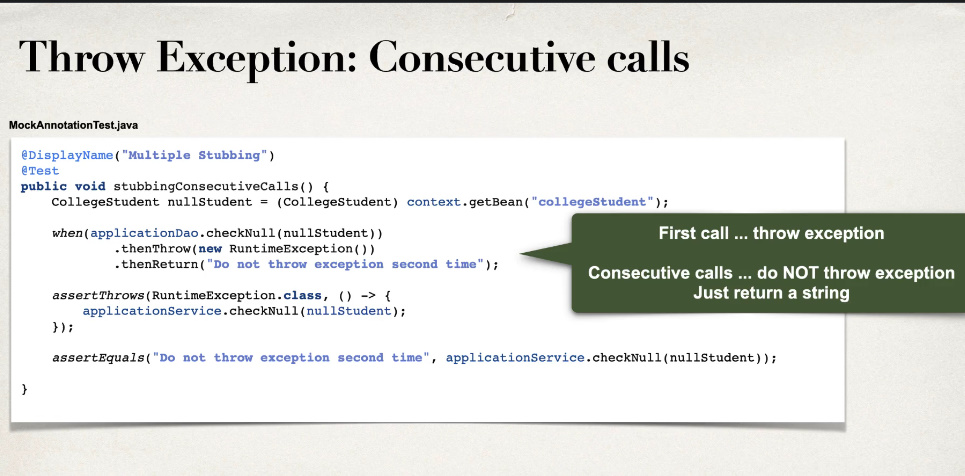 Throw Exception: Consecutive calls
MockAnnotationTest.java
@DisplayName("Multiple Stubbing")
@Test
public void stubbingConsecutiveCalls() {
    CollegeStudent nullStudent = (CollegeStudent) context.getBean("collegeStudent");
    when(applicationDao.checkNull(nullStudent))
            .thenThrow(new RuntimeException())
            .thenReturn("Do not throw exception second time");
    assertThrows(RuntimeException.class, () -> {
        applicationService.checkNull(nullStudent);
    });
    assertEquals("Do not throw exception second time", applicationService.checkNull(nullStudent));
}
First call ... throw exception
Consecutive calls ... do NOT throw exception
Just return a string